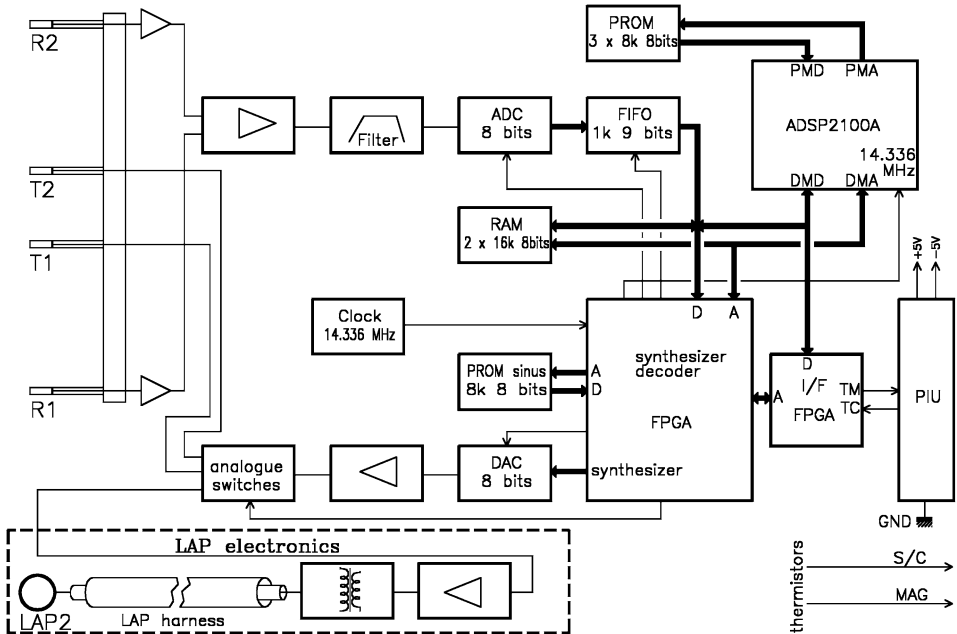 R2
T2
T1
R1
Filter
ADC
8 bits
FIFO
1k 9 bits
PROM
3 x 8k 8bits
PMD PMA
ADSP2100A
14.336
MHz
DMD DMA
RAM
2 x 16k 8bits
Clock
14.336 MHz
D A
synthesizer
decoder
FPGA
synthesizer
PROM sinus
8k 8 bits
A
D
DAC
8 bits
analogue
switches
D
I/F
FPGA
A
TM
TC
+5V
-5V
PIU
GND
LAP electronics
LAP2
LAP harness
thermistors
S/C
MAG